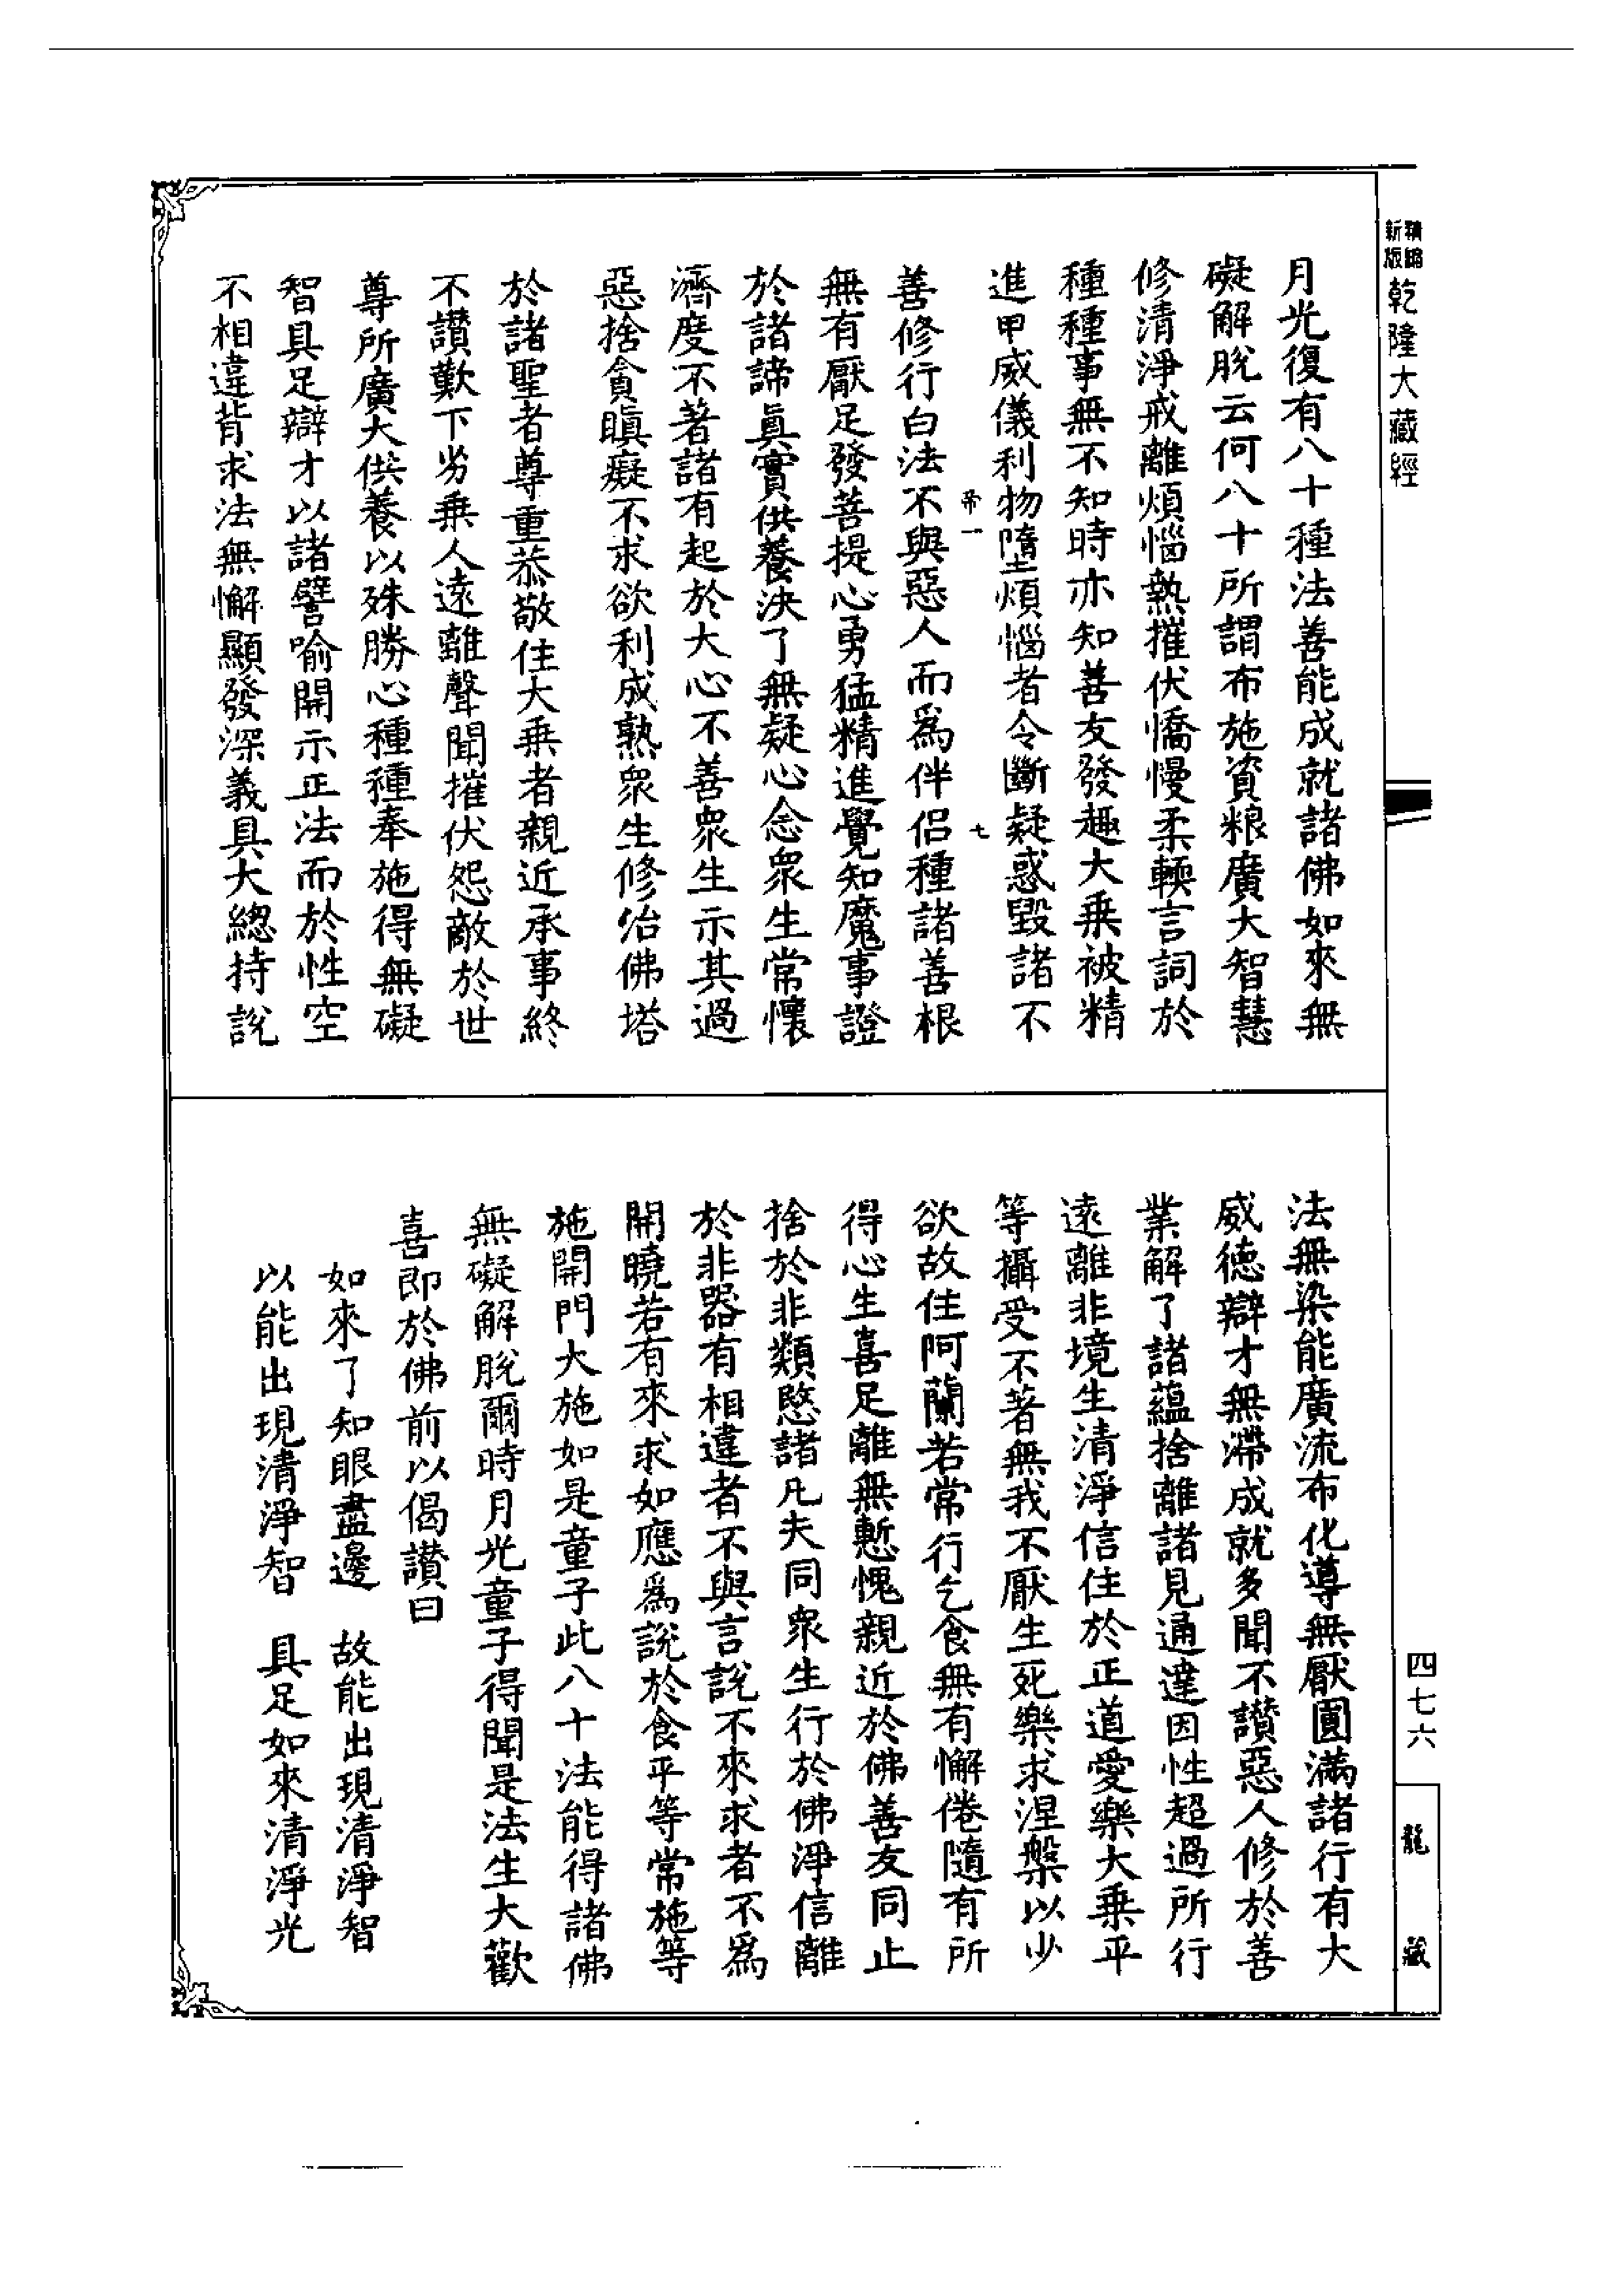 新版
精編
乾隆大藏經
月光復有八十種法善能成就諸佛如來無
礙解脫云何八十所謂布施資粮廣大智慧
修清淨戒離煩惱熱摧伏憍慢柔輭言詞於
種種事無不知時亦知善友發趣大乗被精
進甲威儀利物墮煩惱者令斷疑惑毀諸不
帝一
七
善修行白法不與惡人而爲伴侣種諸善根
無有厭足發菩提心勇猛精進覺知魔事證
於諸諦眞實供養決了無疑心念衆生常懷
濟度不著諸有起於大心不善衆生示其過
惡捨貪瞋癡不求欲利成熟衆生修治佛塔
於諸聖者尊重恭敬住大乗者親近承事終
不讚歎下劣乗人遠離聲聞摧伏怨敵於世
尊所廣大供養以殊勝心種種奉施得無礙
智具足辯才以諸譬喻開示正法而於性空
不相違背求法無懈顯發深義具大總持說
法無染能廣流布化導無厭圓滿諸行有大
威德辯才無滯成就多聞不讚惡人修於善
業解了諸蘊捨離諸見通達因性超過所行
遠離非境生清淨信住於正道愛樂大乗平
等攝受不著無我不厭生死樂求涅槃以少
欲故住阿蘭若常行乞食無有懈倦隨有所
得心生喜足離無慙愧親近於佛善友同止
捨於非類愍諸凡夫同衆生行於佛淨信離
於非器有相違者不與言說不來求者不爲
開曉若有來求如應爲說於食平等常施等
施開門大施如是童子此八十法能得諸佛
無礙解脫爾時月光童子得聞是法生大歡
喜即於佛前以偈讚曰
如來了知眼盡邊　故能出現清淨智
以能出現清淨智　具足如來清淨光
四七六
龍藏